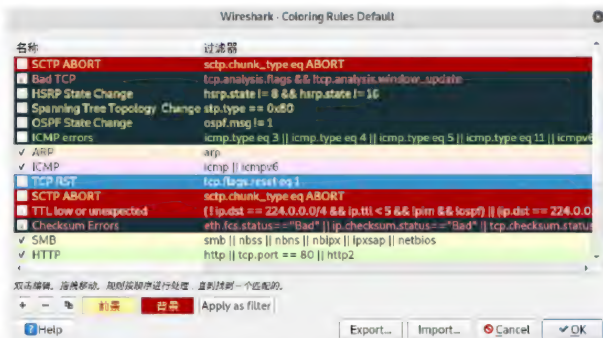 Wireshark · Coloring Rules Default
名称 过滤器
SCTP ABORT sctp.chunk_type eq ABORT
Bad TCP tcp.analysis.flags && !tcp.analysis.window_update
HSRP State Change hsrp.state != 8 && hsrp.state != 16
Spanning Tree Topology Change stp.type == 0x80
OSPF State Change ospf.msg != 1
ICMP errors icmp.type eq 3 || icmp.type eq 4 || icmp.type eq 5 || icmp.type eq 11 || icmpv6
ARP arp
ICMP icmp || icmpv6
TCP RST tcp.flags.reset eq 1
SCTP ABORT sctp.chunk_type eq ABORT
TTL low or unexpected (! ip.dst == 224.0.0.0/4 && ip.ttl < 5 && !pim && !ospf) || (ip.dst == 224.0.0
Checksum Errors eth.fcs.status=="Bad" || ip.checksum.status=="Bad" || tcp.checksum.status
SMB smb || nbss || nbns || nbipx || ipxsap || netbios
HTTP http || tcp.port == 80 || http2
双击编辑。拖拽移动。规则按顺序进行处理，直到找到一个匹配的。
+ − 前景 背景 Apply as filter
Help Export... Import... Cancel OK